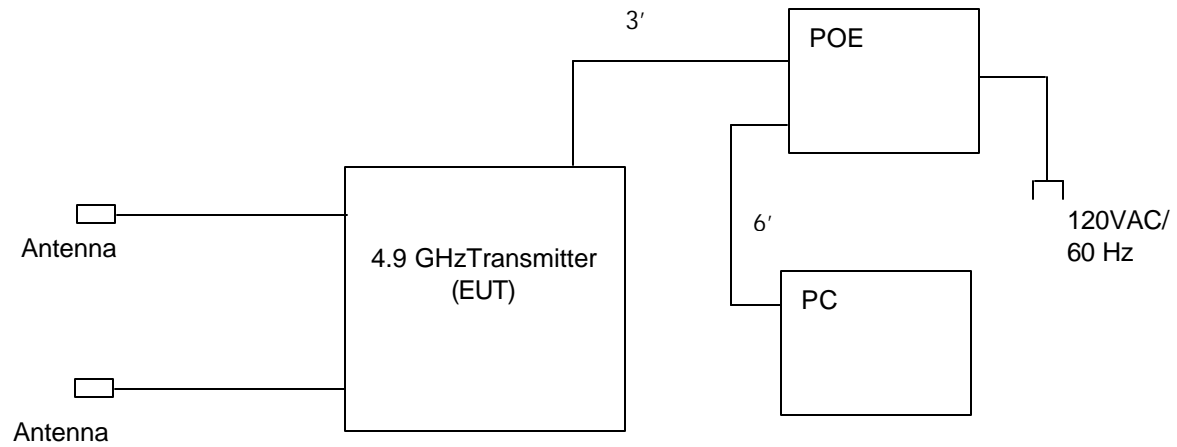 3′
POE
Antenna
4.9 GHzTransmitter
(EUT)
6′
120VAC/
60 Hz
PC
Antenna